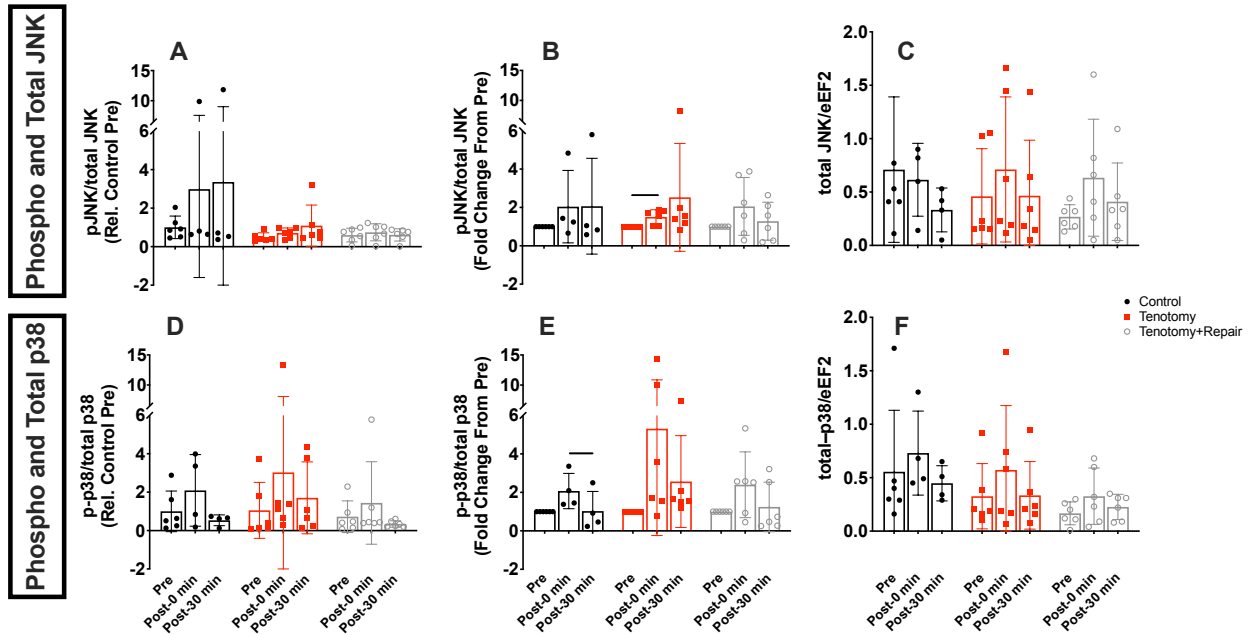 Phospho and Total JNK
A
pJNK/total JNK
(Rel. Control Pre)
15
10
6
4
2
0
-2
B
pJNK/total JNK
(Fold Change From Pre)
15
10
6
4
2
0
-2
C
total JNK/eEF2
2.0
1.5
1.0
0.5
0.0
Control
Tenotomy
Tenotomy+Repair
Phospho and Total p38
D
p-p38/total p38
(Rel. Control Pre)
15
10
6
4
2
0
-2
Pre
Post-0 min
Post-30 min
Pre
Post-0 min
Post-30 min
Pre
Post-0 min
Post-30 min
E
p-p38/total p38
(Fold Change From Pre)
15
10
6
4
2
0
-2
Pre
Post-0 min
Post-30 min
Pre
Post-0 min
Post-30 min
Pre
Post-0 min
Post-30 min
F
total–p38/eEF2
2.0
1.5
1.0
0.5
0.0
Pre
Post-0 min
Post-30 min
Pre
Post-0 min
Post-30 min
Pre
Post-0 min
Post-30 min